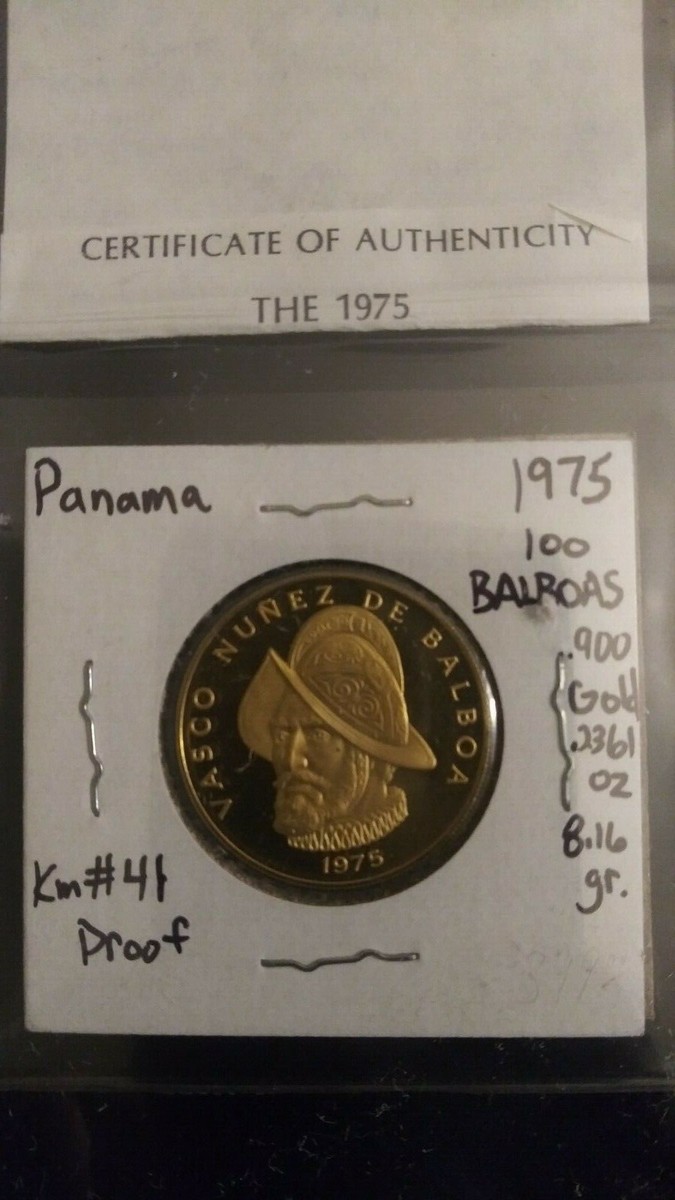 CERTIFICATE OF AUTHENTICITY
THE 1975
Panama
1975
100
BALBOAS
.900
Gold
.2361
oz
8.16
gr.
VASCO NUÑEZ DE BALBOA
1975
Km#41
Proof